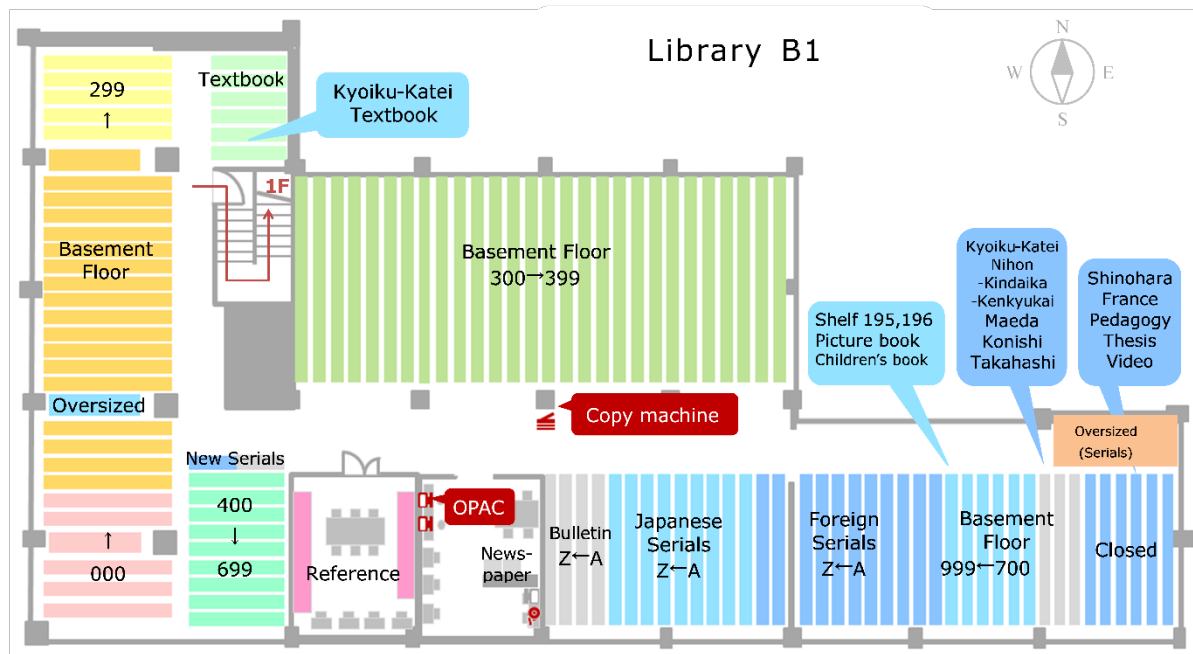 Library B1
N
W E
S
299
↑
Textbook
Kyoiku-Katei
Textbook
1F
Basement
Floor
Basement Floor
300→399
Kyoiku-Katei
Nihon
-Kindaika
-Kenkyukai
Maeda
Konishi
Takahashi
Shinohara
France
Pedagogy
Thesis
Video
Shelf 195,196
Picture book
Children's book
Oversized
Copy machine
Oversized
(Serials)
New Serials
400
↓
699
↑
000
Reference
OPAC
News-
paper
Bulletin
Z←A
Japanese
Serials
Z←A
Foreign
Serials
Z←A
Basement
Floor
999←700
Closed